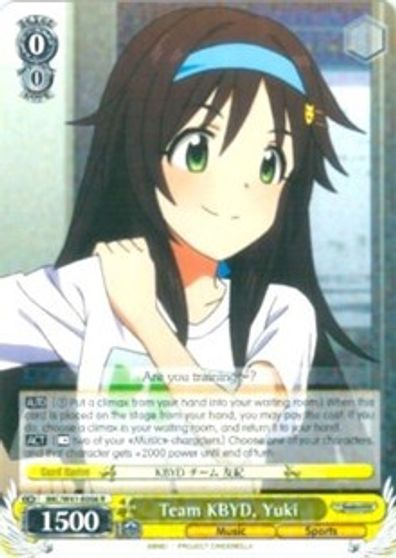 0
0
Are you training~?
AUTO [① Put a climax from your hand into your waiting room] When this
card is placed on the stage from your hand, you may pay the cost. If you
do, choose a climax in your waiting room, and return it to your hand.
ACT [ two of your «Music» characters] Choose one of your characters,
and that character gets +2000 power until end of turn.
Card Name
KBYD チーム 友紀
1500
Team KBYD, Yuki
Music
Sports
PROJECT CINDERELLA